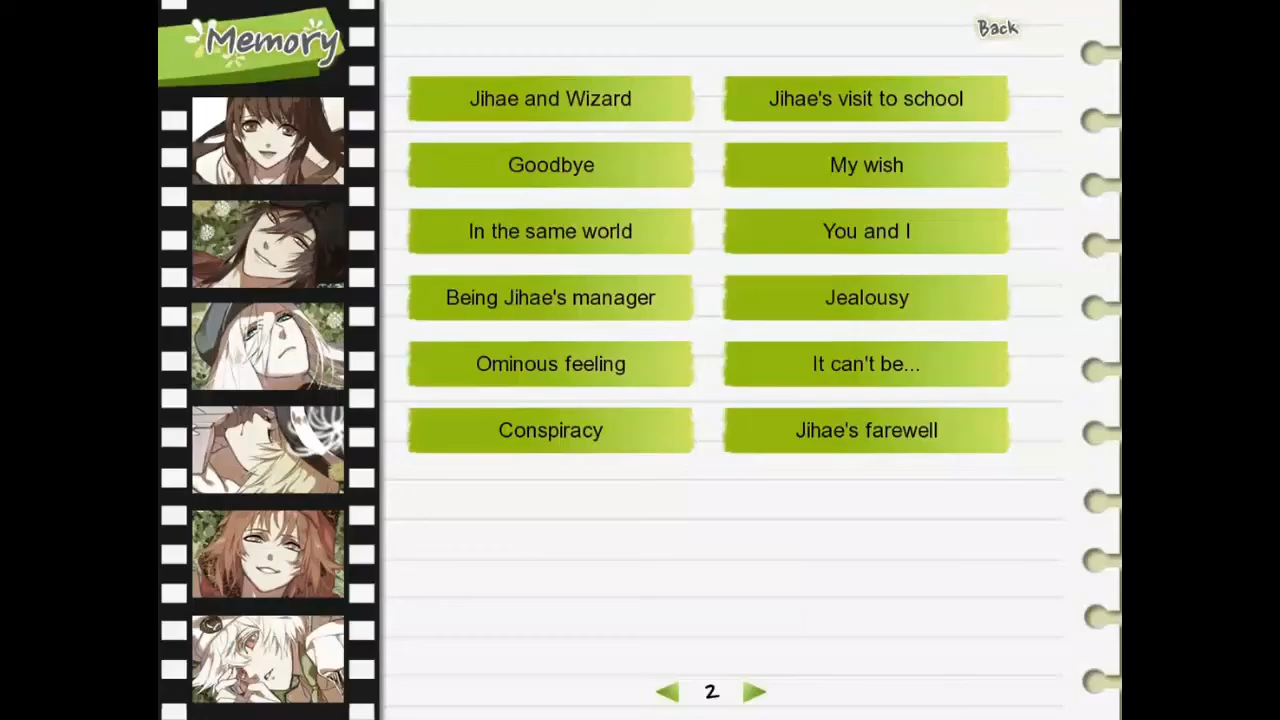 Memory
Back
Jihae and Wizard
Jihae's visit to school
Goodbye
My wish
In the same world
You and I
Being Jihae's manager
Jealousy
Ominous feeling
It can't be...
Conspiracy
Jihae's farewell
2